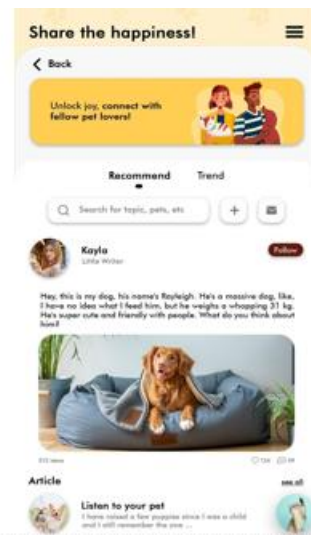 Share the happiness!
Back
Unlock joy, connect with
fellow pet lovers!
Recommend Trend
Search for topic, pets, etc
Kayla
Follow
Little Writer
Hey, this is my dog, his name's Rayleigh. He's a massive dog, like,
I have no idea what I feed him, but he weighs a whopping 31 kg.
He's super cute and friendly with people. What do you think about
him?
Article
see all
Listen to your pet
I have raised a few puppies since I was a child
and I still remember the one ...